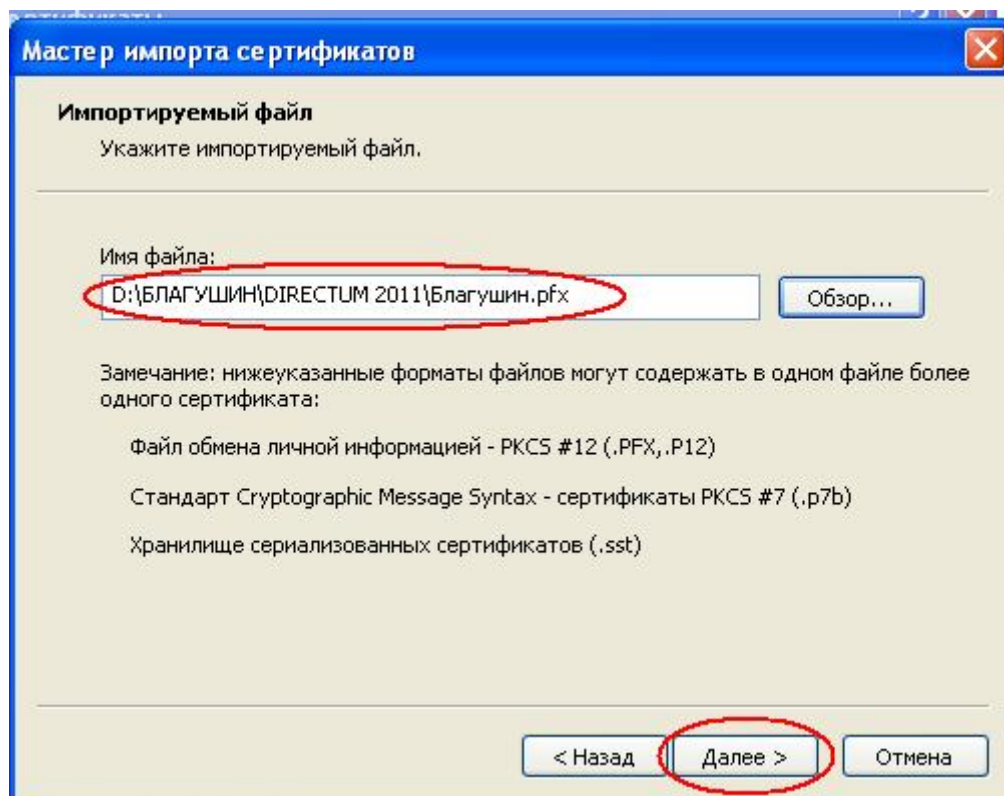 сертификаты
Мастер импорта сертификатов
Импортируемый файл
Укажите импортируемый файл.
Имя файла:
D:\БЛАГУШИН\DIRECTUM 2011\Благушин.pfx
Обзор...
Замечание: нижеуказанные форматы файлов могут содержать в одном файле более
одного сертификата:
Файл обмена личной информацией - PKCS #12 (.PFX,.P12)
Стандарт Cryptographic Message Syntax - сертификаты PKCS #7 (.p7b)
Хранилище сериализованных сертификатов (.sst)
< Назад
Далее >
Отмена